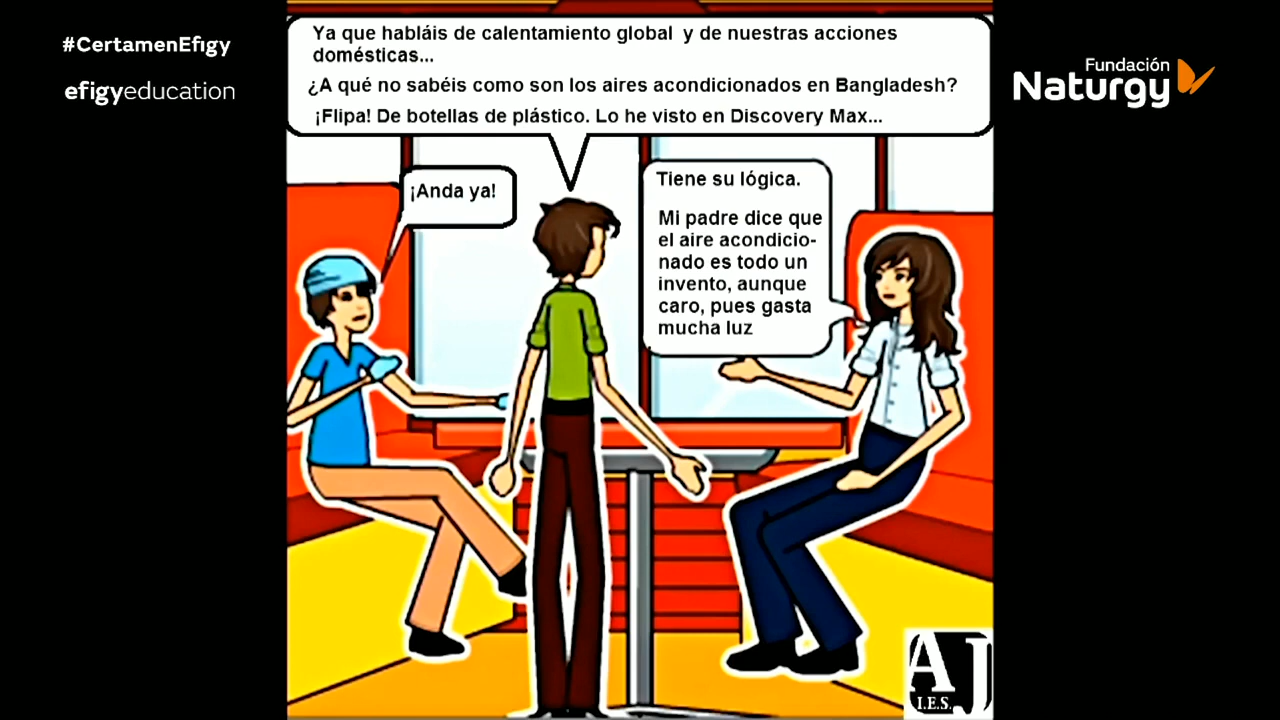 #CertamenEfigy
efigyeducation
Fundación
Naturgy
Ya que habláis de calentamiento global y de nuestras acciones
domésticas...
¿A qué no sabéis como son los aires acondicionados en Bangladesh?
¡Flipa! De botellas de plástico. Lo he visto en Discovery Max...
¡Anda ya!
Tiene su lógica.
Mi padre dice que
el aire acondicio-
nado es todo un
invento, aunque
caro, pues gasta
mucha luz
AJ
I.E.S.